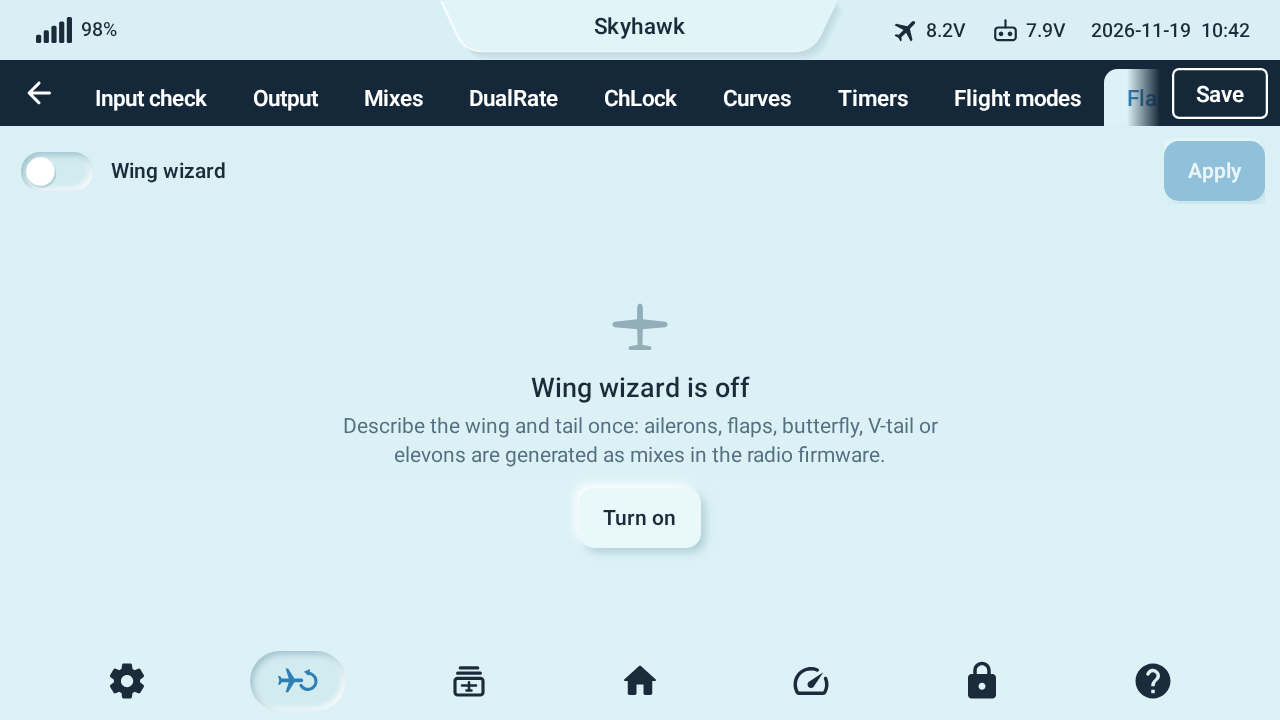 98%
Skyhawk
8.2V
7.9V
2026-11-19 10:42
Input check
Output
Mixes
DualRate
ChLock
Curves
Timers
Flight modes
Save
Wing wizard
Apply
Wing wizard is off
Describe the wing and tail once: ailerons, flaps, butterfly, V-tail or
elevons are generated as mixes in the radio firmware.
Turn on